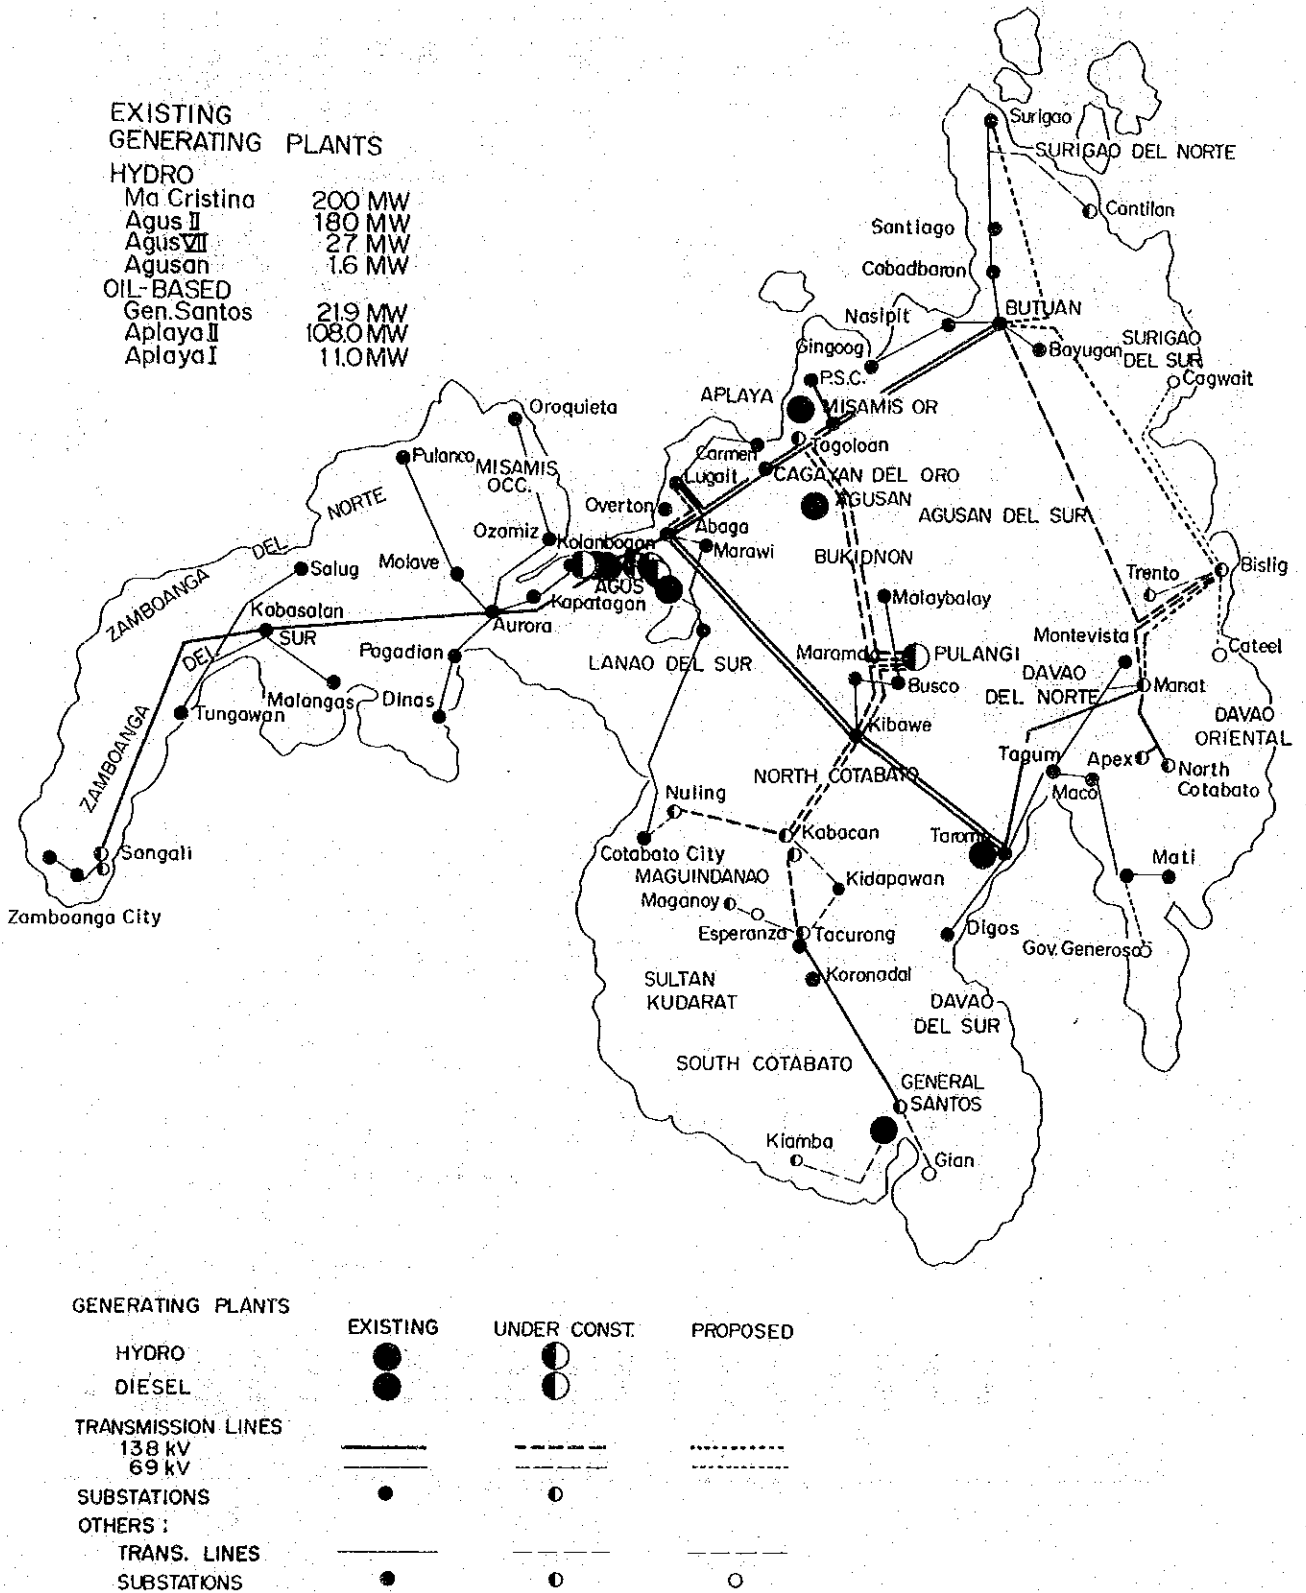 EXISTING
GENERATING PLANTS
HYDRO
Ma Cristina 200 MW
Agus II 180 MW
Agus VII 27 MW
Agusan 1.6 MW
OIL-BASED
Gen. Santos 21.9 MW
Aplaya II 108.0 MW
Aplaya I 11.0 MW
Surigao
SURIGAO DEL NORTE
Cantilan
Santiago
Cabadbaran
Nasipit
BUTUAN
Gingoog
Bayugan
SURIGAO
DEL SUR
Cagwait
P.S.C.
APLAYA
MISAMIS OR
Oroquieta
Tagoloan
Carmen
Pulanco
MISAMIS
OCC.
Lugait
CAGAYAN DEL ORO
AGUSAN
NORTE
Overton
AGUSAN DEL SUR
Abaga
Ozamiz
Kolanbogan
Marawi
DEL
BUKIDNON
Salug
Molave
AGUS
Trento
Bislig
ZAMBOANGA
Kapatagan
Malaybalay
Kabasalan
Aurora
SUR
Montevista
Pagadian
Maramag
PULANGI
Cateel
DEL
LANAO DEL SUR
DAVAO
DEL NORTE
Malangas
Dinas
Busco
Manat
Tungawan
DAVAO
ORIENTAL
Kibawe
ZAMBOANGA
Tagum
Apex
North
Cotabato
NORTH COTABATO
Maco
Nuling
Kabacan
Taromo
Sangali
Cotabato City
Mati
MAGUINDANAO
Kidapawan
Maganoy
Zamboanga City
Esperanza
Tacurong
Digos
Gov. Generoso
SULTAN
KUDARAT
Koronadal
DAVAO
DEL SUR
SOUTH COTABATO
GENERAL
SANTOS
Kiamba
Gian
GENERATING PLANTS
EXISTING UNDER CONST. PROPOSED
HYDRO
DIESEL
TRANSMISSION LINES
138 kV
69 kV
SUBSTATIONS
OTHERS :
TRANS. LINES
SUBSTATIONS